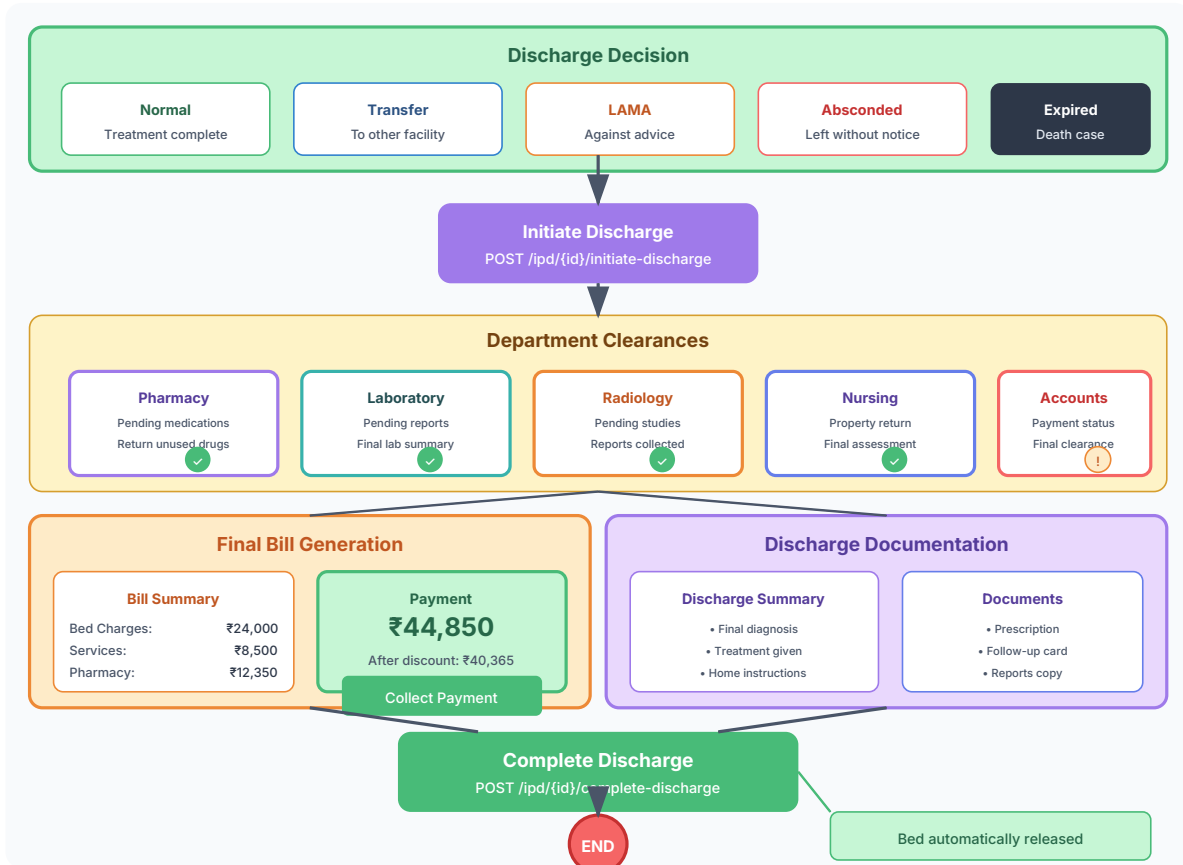 Discharge Decision
Normal
Treatment complete
Transfer
To other facility
LAMA
Against advice
Absconded
Left without notice
Expired
Death case
Initiate Discharge
POST /ipd/{id}/initiate-discharge
Department Clearances
Pharmacy
Pending medications
Return unused drugs
✓
Laboratory
Pending reports
Final lab summary
✓
Radiology
Pending studies
Reports collected
✓
Nursing
Property return
Final assessment
✓
Accounts
Payment status
Final clearance
!
Final Bill Generation
Bill Summary
Bed Charges: ₹24,000
Services: ₹8,500
Pharmacy: ₹12,350
Payment
₹44,850
After discount: ₹40,365
Collect Payment
Discharge Documentation
Discharge Summary
• Final diagnosis
• Treatment given
• Home instructions
Documents
• Prescription
• Follow-up card
• Reports copy
Complete Discharge
POST /ipd/{id}/complete-discharge
Bed automatically released
END